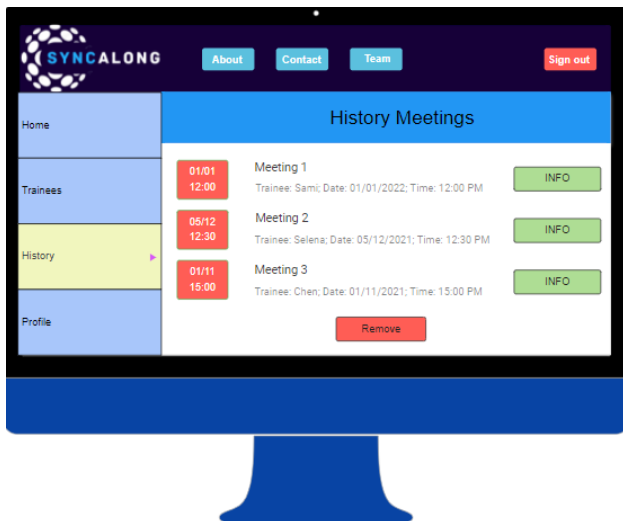 SYNCALONG
About
Contact
Team
Sign out
Home
Trainees
History
Profile
History Meetings
01/01
12:00
Meeting 1
Trainee: Sami; Date: 01/01/2022; Time: 12:00 PM
INFO
05/12
12:30
Meeting 2
Trainee: Selena; Date: 05/12/2021; Time: 12:30 PM
INFO
01/11
15:00
Meeting 3
Trainee: Chen; Date: 01/11/2021; Time: 15:00 PM
INFO
Remove